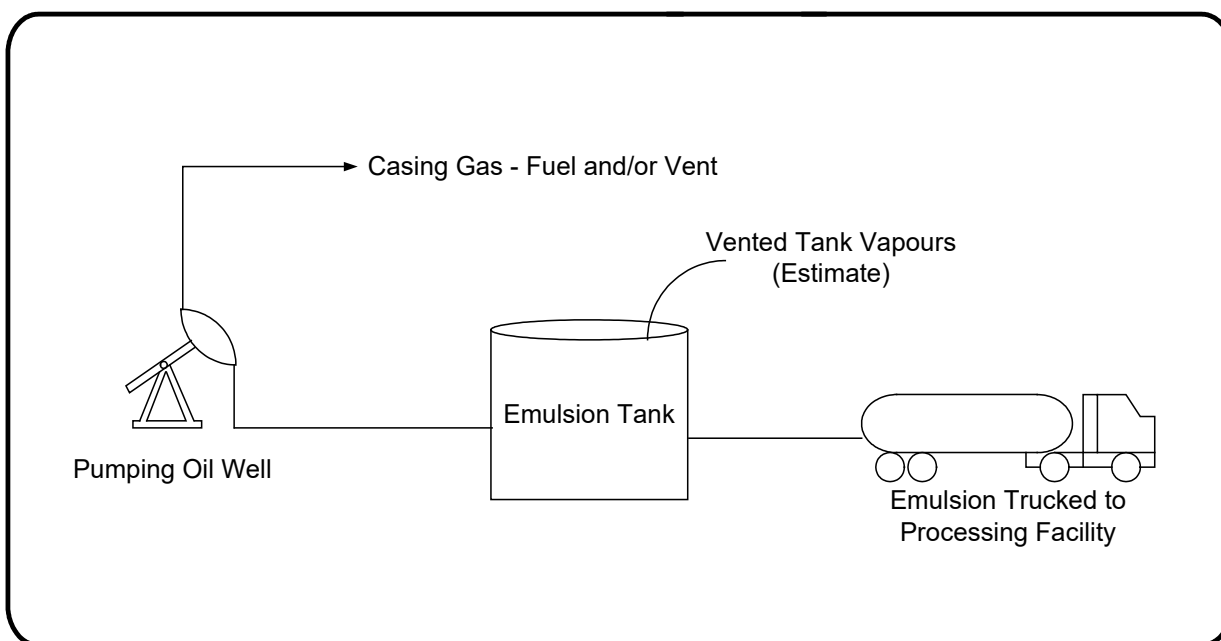 Casing Gas - Fuel and/or Vent
Vented Tank Vapours
(Estimate)
Emulsion Tank
Pumping Oil Well
Emulsion Trucked to
Processing Facility